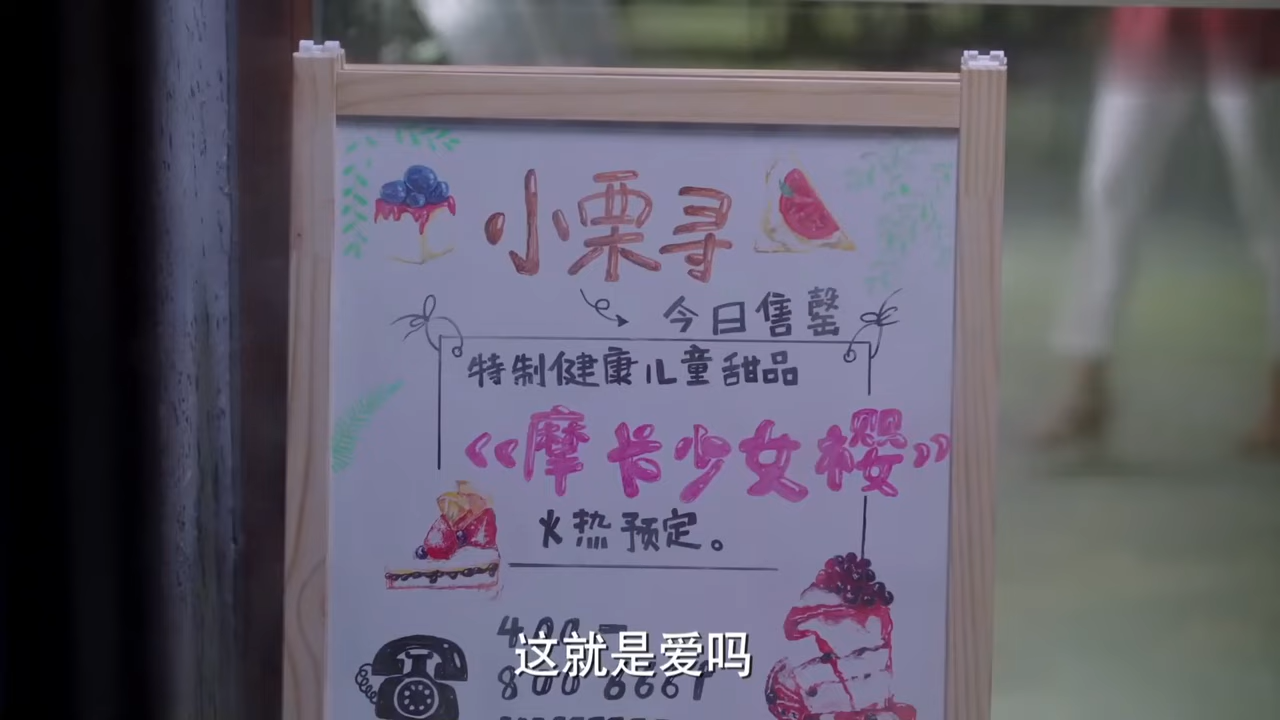 小栗寻
今日售罄
特制健康儿童甜品
《摩卡少女樱》
火热预定。
这就是爱吗